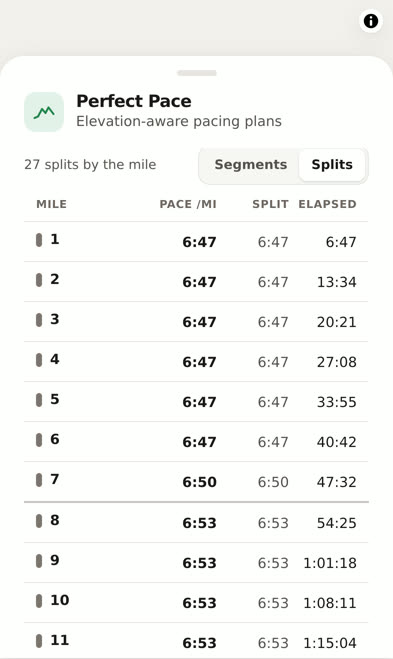 Perfect Pace
Elevation-aware pacing plans
27 splits by the mile
Segments Splits
MILE PACE /MI SPLIT ELAPSED
1 6:47 6:47 6:47
2 6:47 6:47 13:34
3 6:47 6:47 20:21
4 6:47 6:47 27:08
5 6:47 6:47 33:55
6 6:47 6:47 40:42
7 6:50 6:50 47:32
8 6:53 6:53 54:25
9 6:53 6:53 1:01:18
10 6:53 6:53 1:08:11
11 6:53 6:53 1:15:04